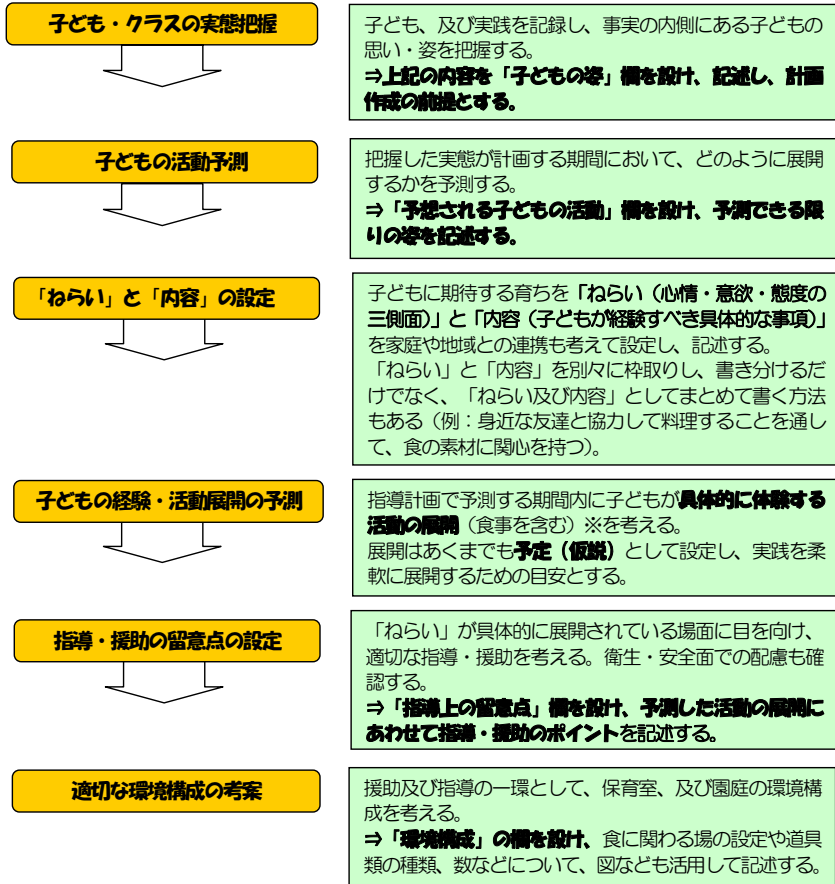 子ども・クラスの実態把握
子ども、及び実践を記録し、事実の内側にある子どもの
思い・姿を把握する。
⇒上記の内容を「子どもの姿」欄を設け、記述し、計画
作成の前提とする。
子どもの活動予測
把握した実態が計画する期間において、どのように展開
するかを予測する。
⇒「予想される子どもの活動」欄を設け、予測できる限
りの姿を記述する。
「ねらい」と「内容」の設定
子どもに期待する育ちを「ねらい（心情・意欲・態度の
三側面）」と「内容（子どもが経験すべき具体的な事項）」
を家庭や地域との連携も考えて設定し、記述する。
「ねらい」と「内容」を別々に枠取りし、書き分けるだ
けでなく、「ねらい及び内容」としてまとめて書く方法
もある（例：身近な友達と協力して料理することを通し
て、食の素材に関心を持つ）。
子どもの経験・活動展開の予測
指導計画で予測する期間内に子どもが具体的に体験する
活動の展開（食事を含む）※を考える。
展開はあくまでも予定（仮説）として設定し、実践を柔
軟に展開するための目安とする。
指導・援助の留意点の設定
「ねらい」が具体的に展開されている場面に目を向け、
適切な指導・援助を考える。衛生・安全面での配慮も確
認する。
⇒「指導上の留意点」欄を設け、予測した活動の展開に
あわせて指導・援助のポイントを記述する。
適切な環境構成の考案
援助及び指導の一環として、保育室、及び園庭の環境構
成を考える。
⇒「環境構成」の欄を設け、食に関わる場の設定や道具
類の種類、数などについて、図なども活用して記述する。